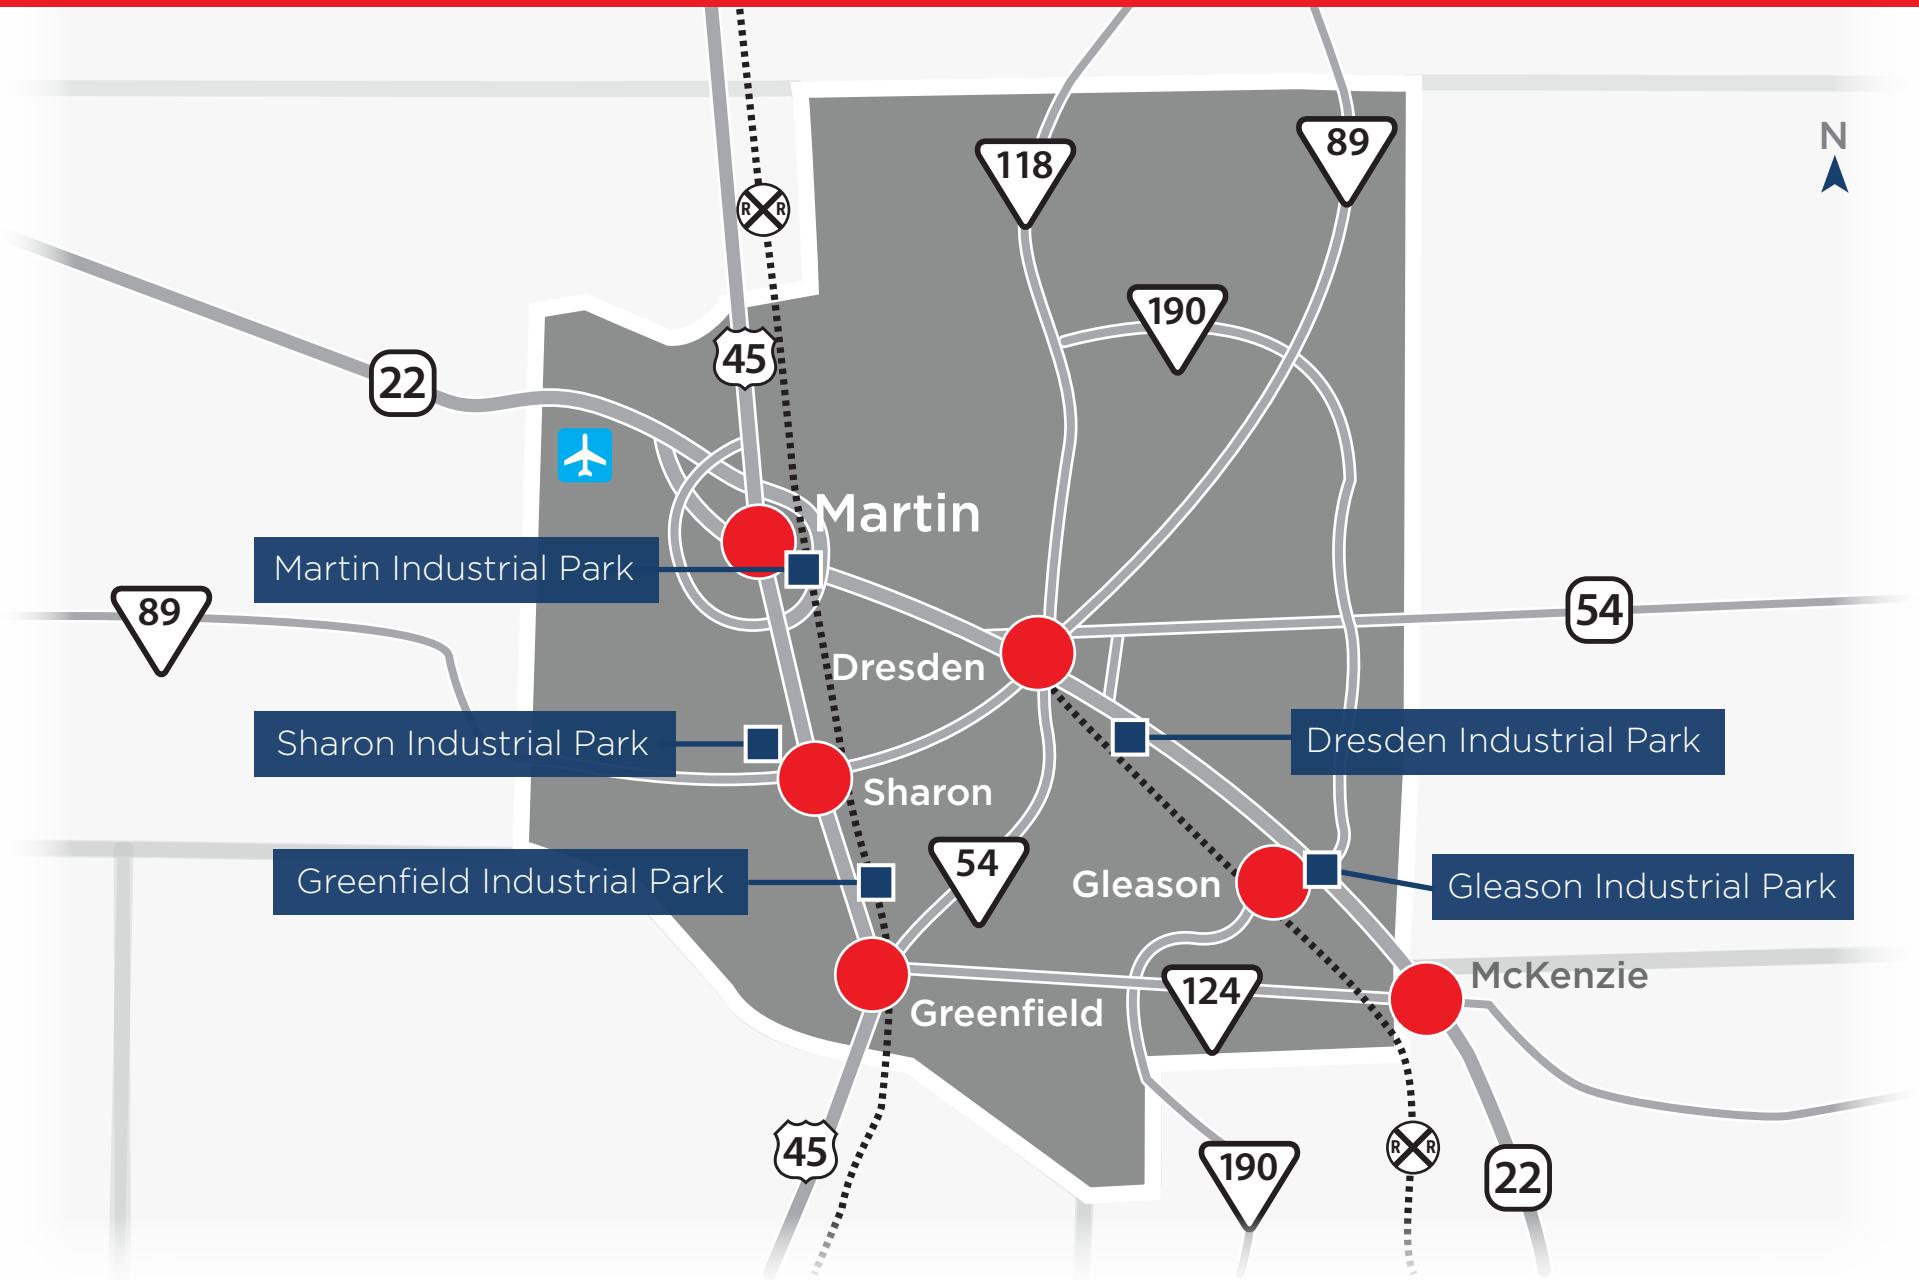 118
89
N
R R
190
45
22
Martin
Martin Industrial Park
89
54
Dresden
Sharon Industrial Park
Dresden Industrial Park
Sharon
54
Greenfield Industrial Park
Gleason
Gleason Industrial Park
McKenzie
124
Greenfield
45
R R
190
22